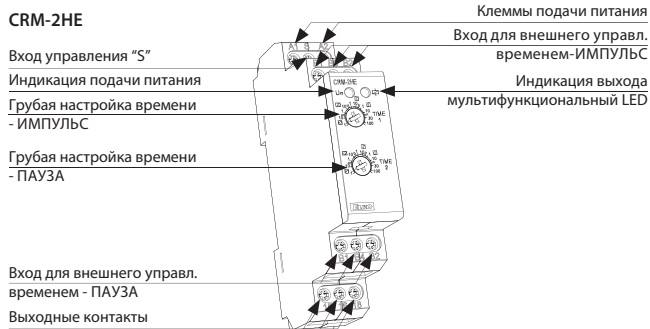 CRM-2HE
Клеммы подачи питания
Вход для внешнего управл.
временем-ИМПУЛЬС
Вход управления “S”
Индикация подачи питания
Индикация выхода
мультифункциональный LED
Грубая настройка времени
- ИМПУЛЬС
Грубая настройка времени
- ПАУЗА
Вход для внешнего управл.
временем - ПАУЗА
Выходные контакты
A1 S A2
CRM-2HE
Un
TIME
1
TIME
2